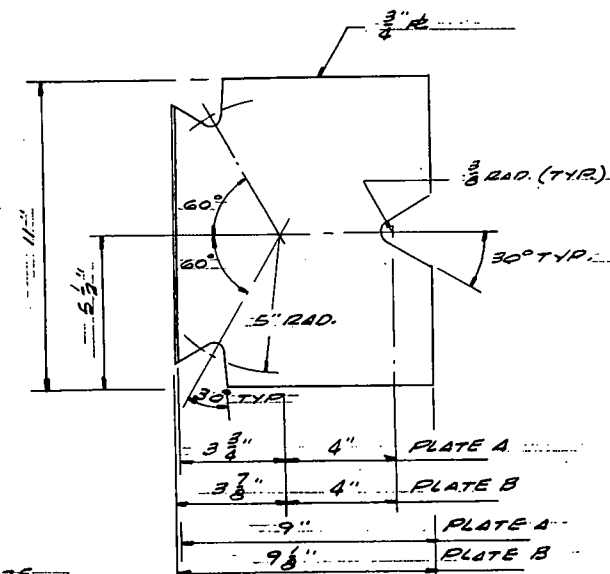 3/4" ℄
3/8 RAD. (TYP.)
60°
60°
11"
5 1/2"
30° TYP.
5" RAD.
30° TYP.
3 3/4" 4" PLATE A
3 7/8" 4" PLATE B
9" PLATE A
9 1/8" PLATE B